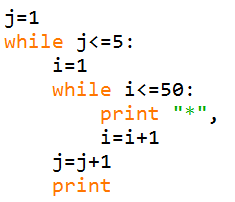 j=1
while j<=5:
    i=1
    while i<=50:
        print "*",
        i=i+1
    j=j+1
    print